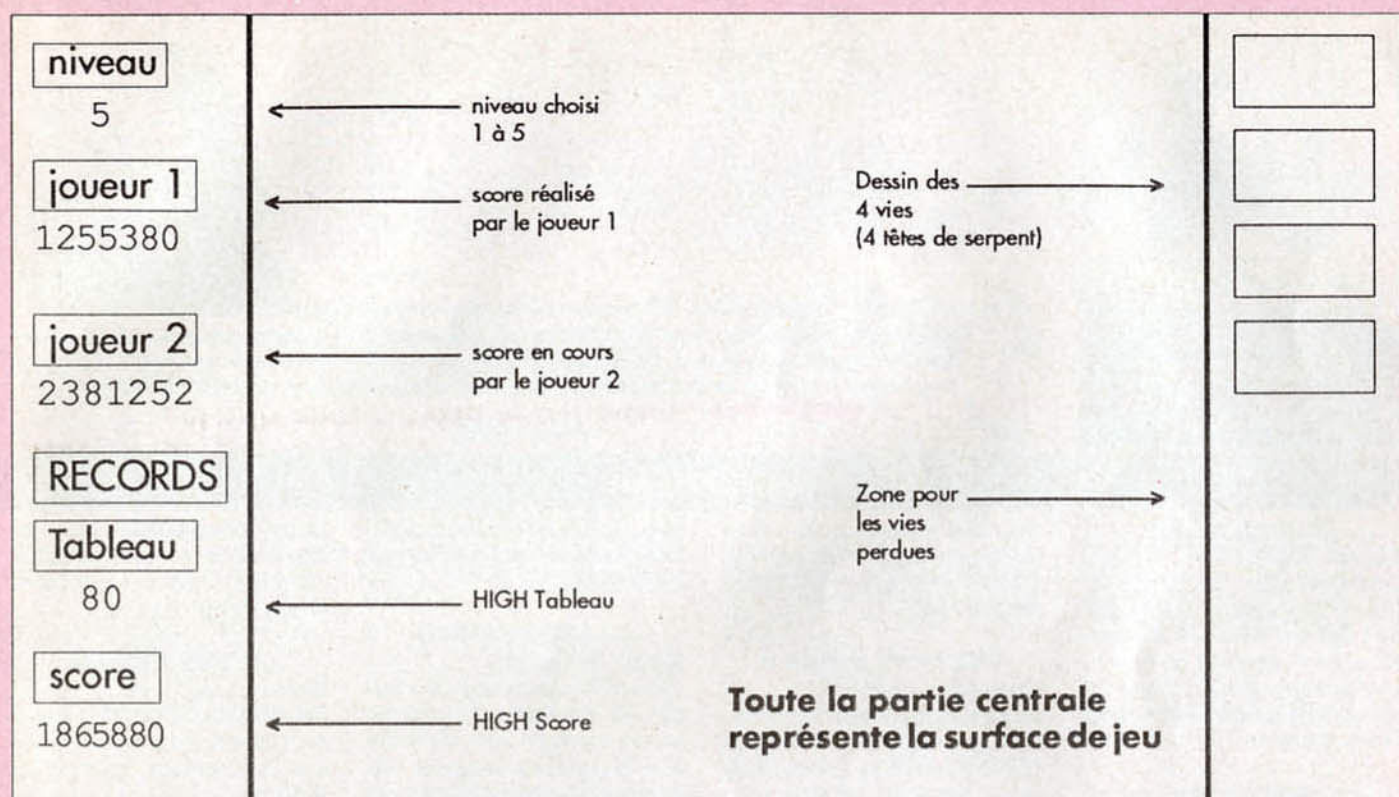 niveau
5
joueur 1
1255380
joueur 2
2381252
RECORDS
Tableau
80
score
1865880
niveau choisi
1 à 5
score réalisé
par le joueur 1
score en cours
par le joueur 2
HIGH Tableau
HIGH Score
Dessin des
4 vies
(4 têtes de serpent)
Zone pour
les vies
perdues
Toute la partie centrale
représente la surface de jeu